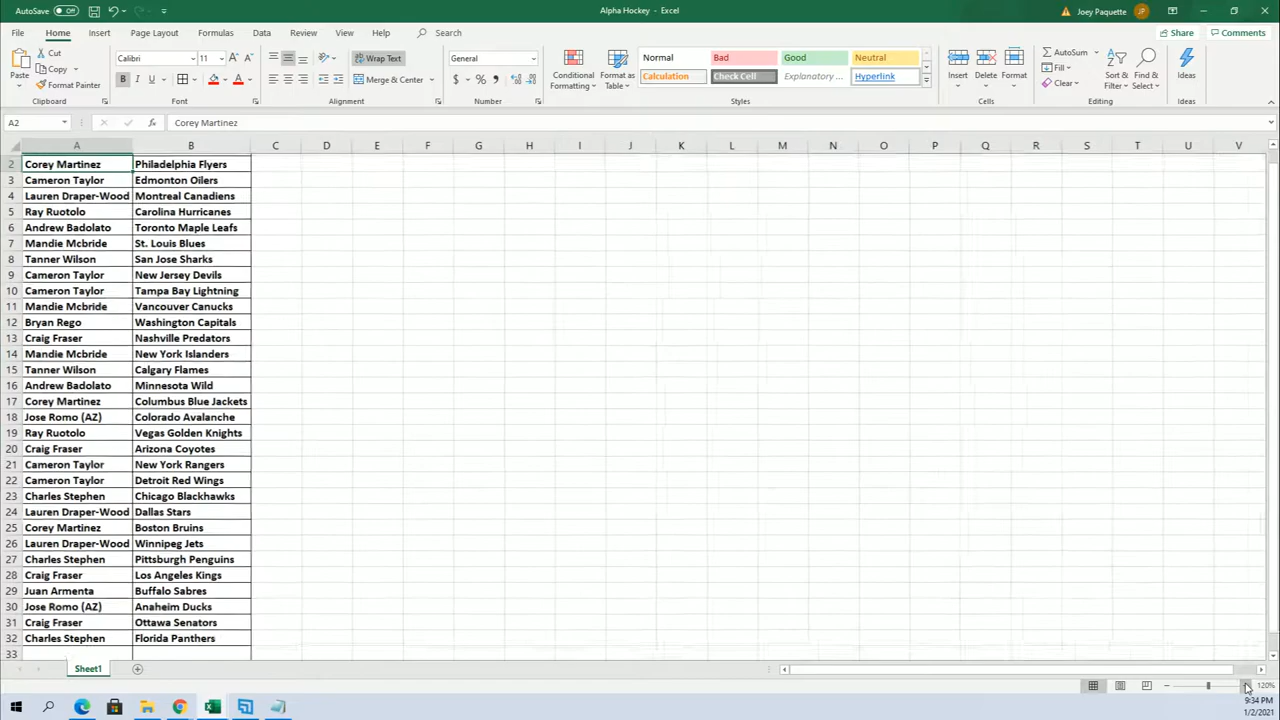 AutoSave Off Alpha Hockey - Excel Joey Paquette JP
File Home Insert Page Layout Formulas Data Review View Help Search Share Comments
Paste Cut Copy Format Painter Clipboard
Calibri 11 B I U Font
Wrap Text Merge & Center Alignment
General $ % Number
Conditional Formatting Format as Table
Normal Bad Good Neutral
Calculation Check Cell Explanatory ... Hyperlink
Styles
Insert Delete Format Cells
AutoSum Fill Clear Sort & Filter Find & Select Editing
Ideas Ideas
A2 Corey Martinez
A B C D E F G H I J K L M N O P Q R S T U V
2 Corey Martinez Philadelphia Flyers
3 Cameron Taylor Edmonton Oilers
4 Lauren Draper-Wood Montreal Canadiens
5 Ray Ruotolo Carolina Hurricanes
6 Andrew Badolato Toronto Maple Leafs
7 Mandie Mcbride St. Louis Blues
8 Tanner Wilson San Jose Sharks
9 Cameron Taylor New Jersey Devils
10 Cameron Taylor Tampa Bay Lightning
11 Mandie Mcbride Vancouver Canucks
12 Bryan Rego Washington Capitals
13 Craig Fraser Nashville Predators
14 Mandie Mcbride New York Islanders
15 Tanner Wilson Calgary Flames
16 Andrew Badolato Minnesota Wild
17 Corey Martinez Columbus Blue Jackets
18 Jose Romo (AZ) Colorado Avalanche
19 Ray Ruotolo Vegas Golden Knights
20 Craig Fraser Arizona Coyotes
21 Cameron Taylor New York Rangers
22 Cameron Taylor Detroit Red Wings
23 Charles Stephen Chicago Blackhawks
24 Lauren Draper-Wood Dallas Stars
25 Corey Martinez Boston Bruins
26 Lauren Draper-Wood Winnipeg Jets
27 Charles Stephen Pittsburgh Penguins
28 Craig Fraser Los Angeles Kings
29 Juan Armenta Buffalo Sabres
30 Jose Romo (AZ) Anaheim Ducks
31 Craig Fraser Ottawa Senators
32 Charles Stephen Florida Panthers
33
Sheet1
120%
9:34 PM
1/2/2021